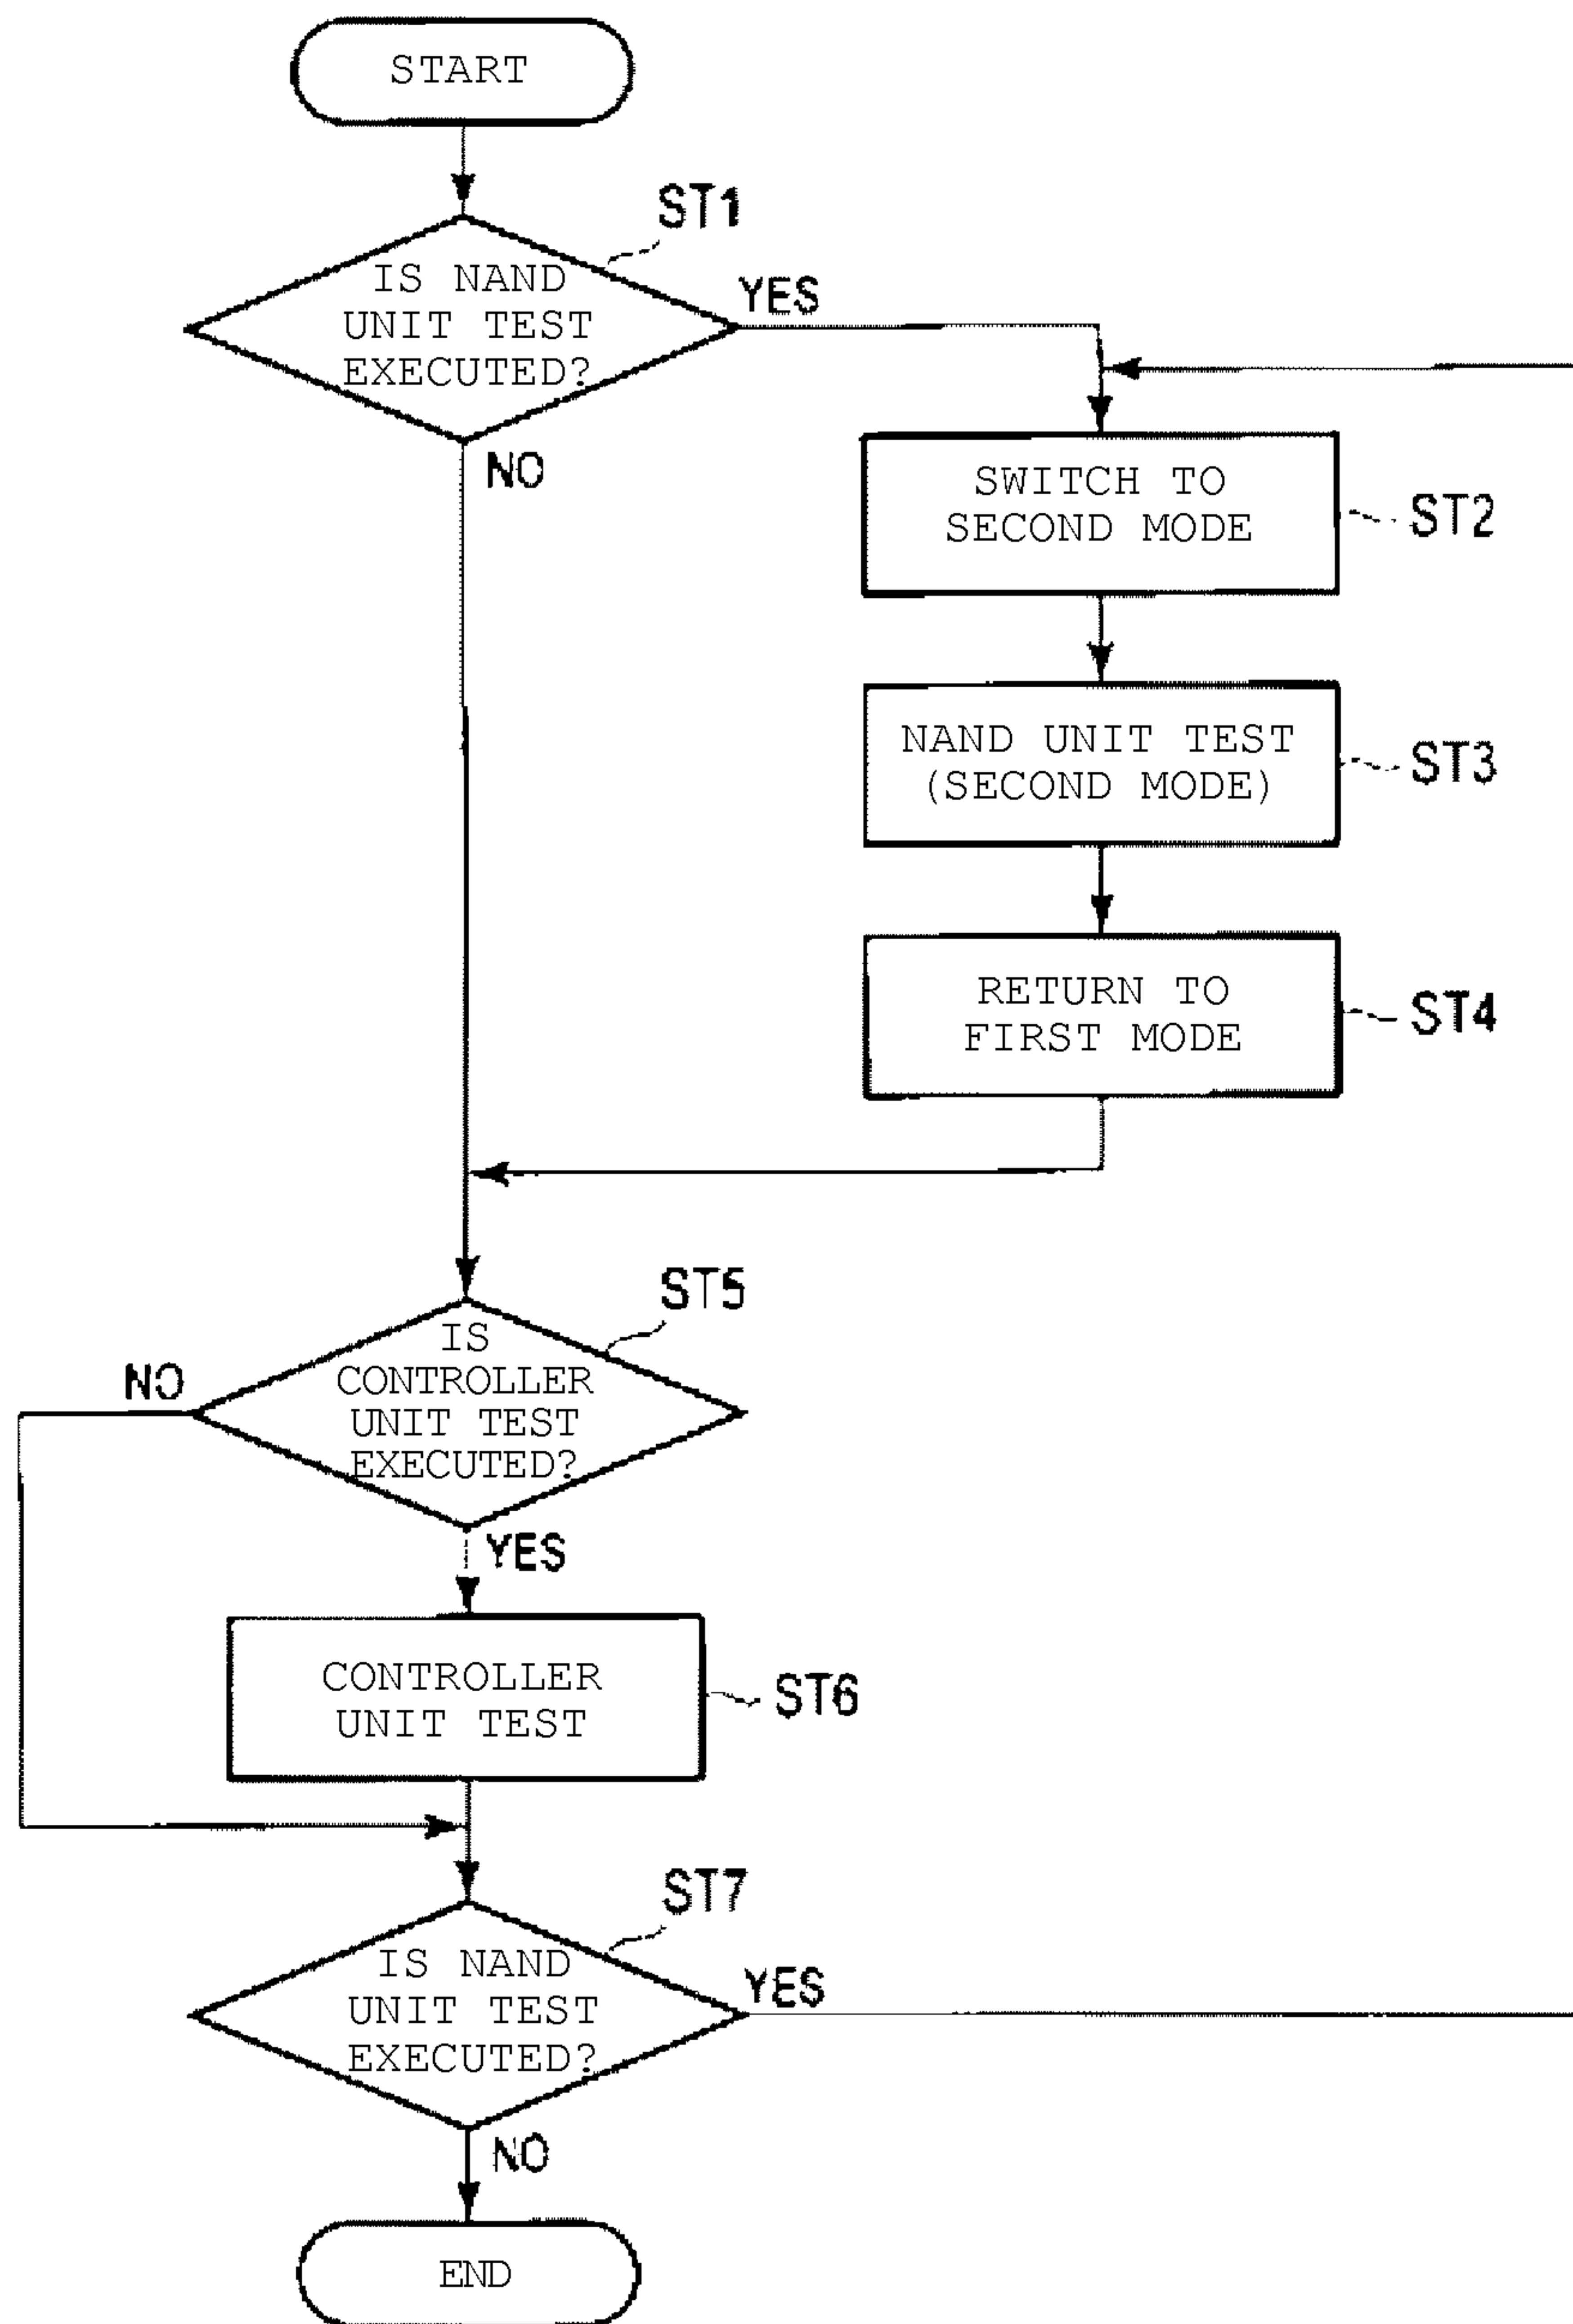 START
ST1
IS NAND
UNIT TEST
EXECUTED?
YES
NO
SWITCH TO
SECOND MODE
ST2
NAND UNIT TEST
(SECOND MODE)
ST3
RETURN TO
FIRST MODE
ST4
ST5
IS
CONTROLLER
UNIT TEST
EXECUTED?
NO
YES
CONTROLLER
UNIT TEST
ST6
ST7
IS NAND
UNIT TEST
EXECUTED?
YES
NO
END